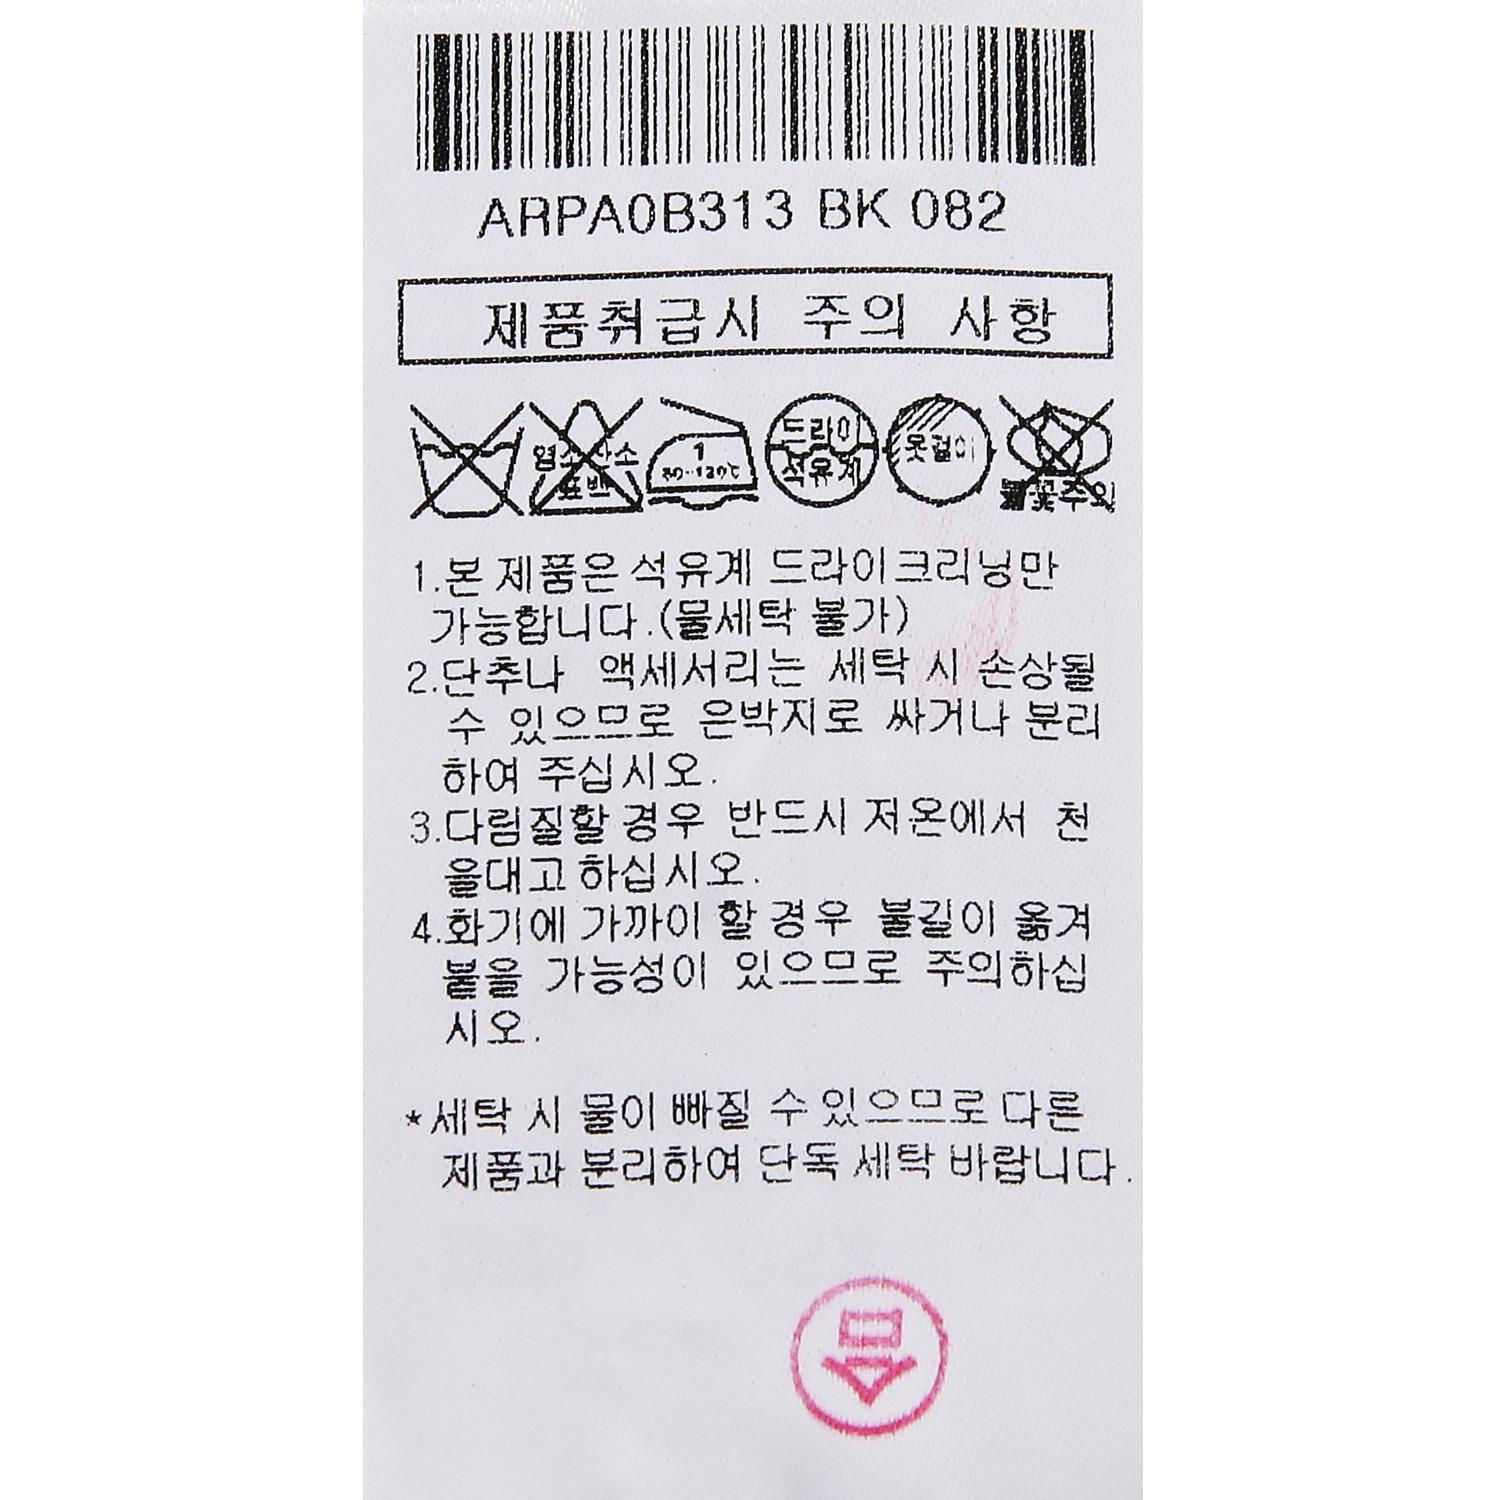 ARPA0B313 BK 082
제품취급시 주의 사항
염소산소
표백
1
80~120℃
드라이
석유계
옷걸이
불꽃주의
1.본 제품은 석유계 드라이크리닝만
가능합니다.(물세탁 불가)
2.단추나 액세서리는 세탁 시 손상될
수 있으므로 은박지로 싸거나 분리
하여 주십시오.
3.다림질할 경우 반드시 저온에서 천
을대고 하십시오.
4.화기에 가까이 할 경우 불길이 옮겨
붙을 가능성이 있으므로 주의하십
시오.
*세탁 시 물이 빠질 수 있으므로 다른
제품과 분리하여 단독 세탁 바랍니다.